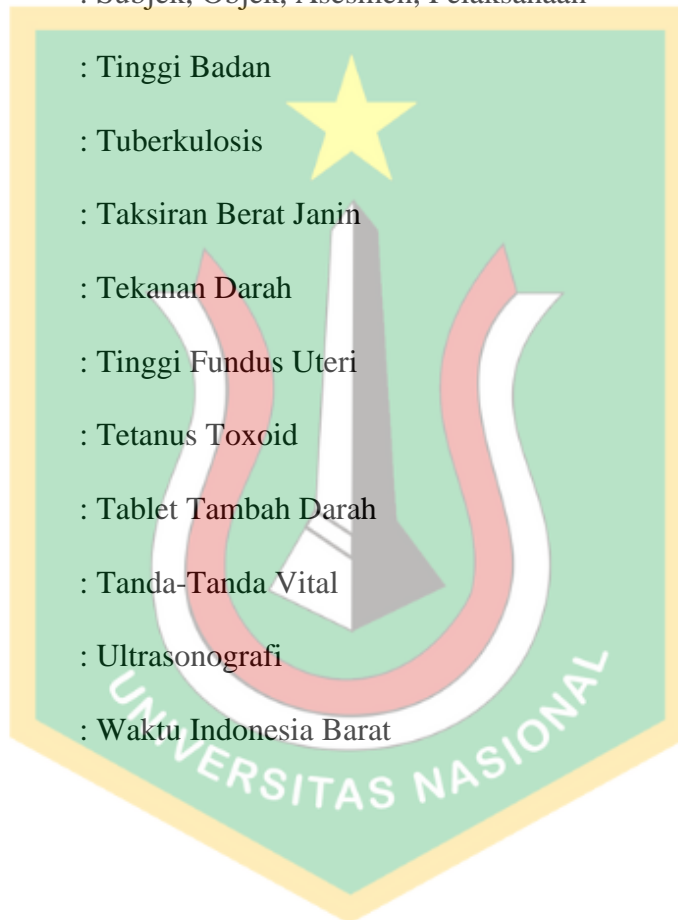 : Subjek, Objek, Asesmen, Pelaksanaan
: Tinggi Badan
: Tuberkulosis
: Taksiran Berat Janin
: Tekanan Darah
: Tinggi Fundus Uteri
: Tetanus Toxoid
: Tablet Tambah Darah
: Tanda-Tanda Vital
: Ultrasonografi
: Waktu Indonesia Barat
UNIVERSITAS NASIONAL